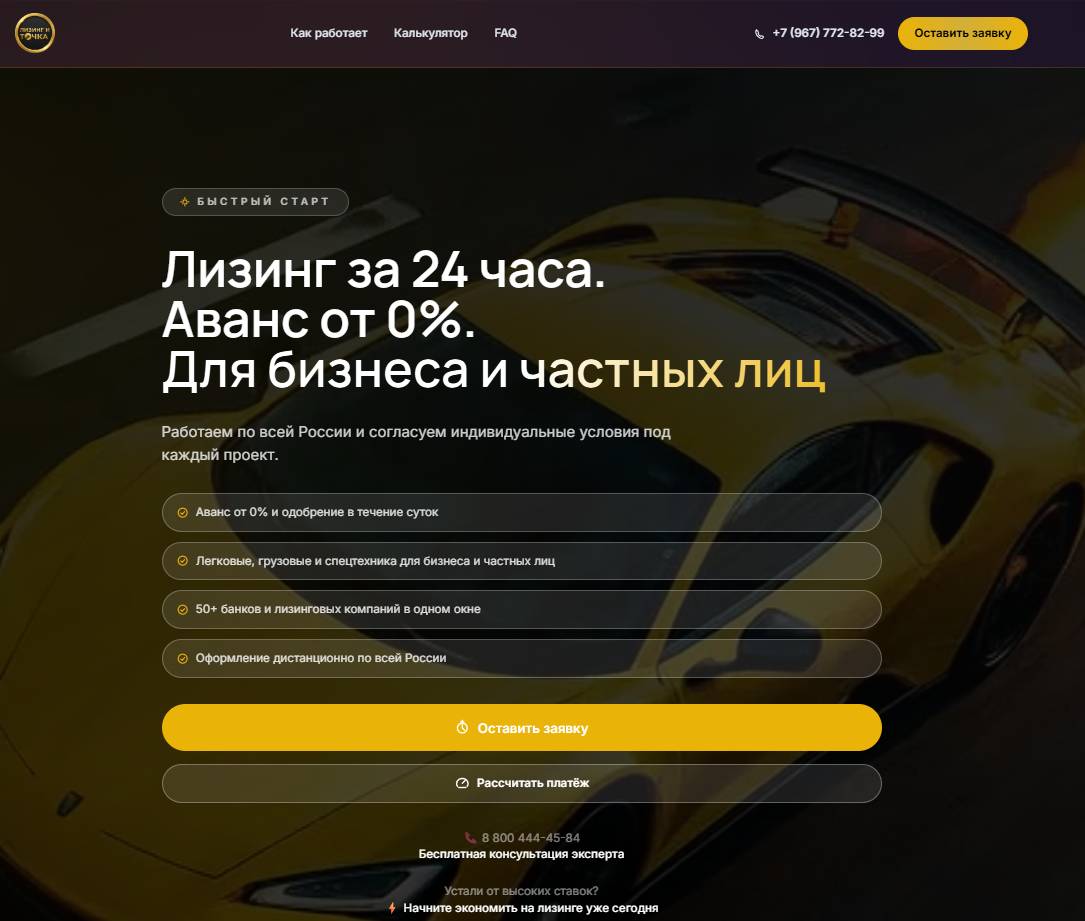 ЛИЗИНГ И
ТОЧКА
Как работает
Калькулятор
FAQ
+7 (967) 772-82-99
Оставить заявку
БЫСТРЫЙ СТАРТ
Лизинг за 24 часа.
Аванс от 0%.
Для бизнеса и частных лиц
Работаем по всей России и согласуем индивидуальные условия под
каждый проект.
Аванс от 0% и одобрение в течение суток
Легковые, грузовые и спецтехника для бизнеса и частных лиц
50+ банков и лизинговых компаний в одном окне
Оформление дистанционно по всей России
Оставить заявку
Рассчитать платёж
8 800 444-45-84
Бесплатная консультация эксперта
Устали от высоких ставок?
Начните экономить на лизинге уже сегодня